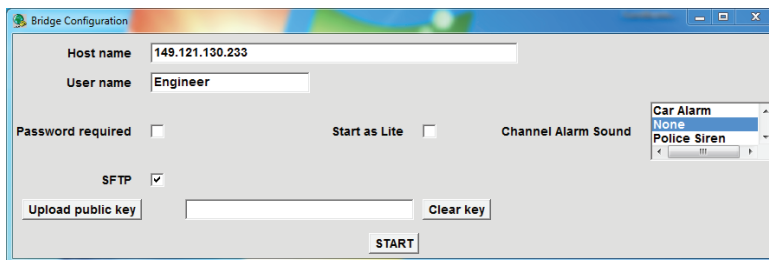 Bridge Configuration
Host name 149.121.130.233
User name Engineer
Car Alarm
Password required Start as Lite Channel Alarm Sound None
Police Siren
SFTP
Upload public key Clear key
START